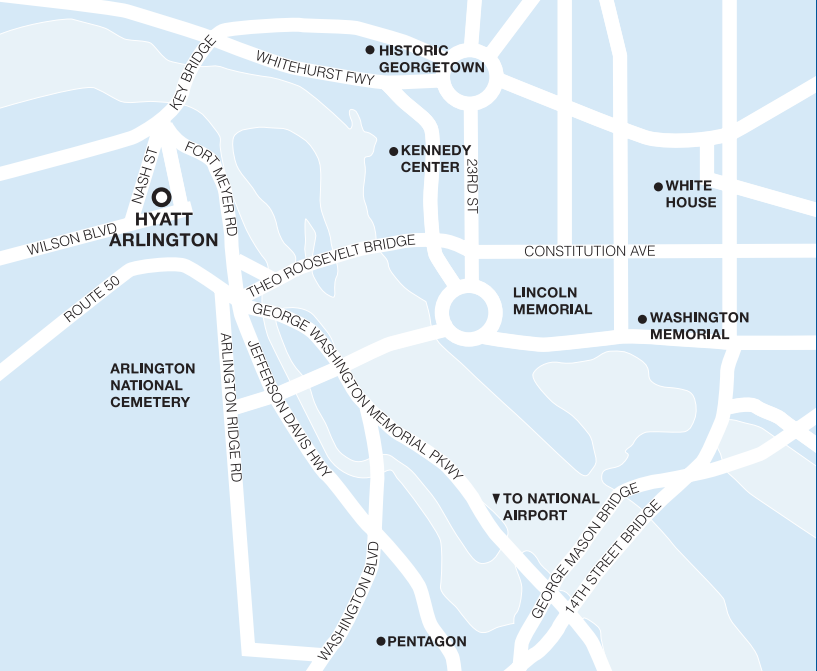 HISTORIC
GEORGETOWN
KEY BRIDGE
WHITEHURST FWY
KENNEDY
CENTER
23RD ST
NASH ST
FORT MEYER RD
WHITE
HOUSE
HYATT
ARLINGTON
WILSON BLVD
THEO ROOSEVELT BRIDGE
CONSTITUTION AVE
ROUTE 50
LINCOLN
MEMORIAL
GEORGE WASHINGTON MEMORIAL PKWY
WASHINGTON
MEMORIAL
ARLINGTON
NATIONAL
CEMETERY
ARLINGTON RIDGE RD
JEFFERSON DAVIS HWY
TO NATIONAL
AIRPORT
GEORGE MASON BRIDGE
14TH STREET BRIDGE
WASHINGTON BLVD
PENTAGON